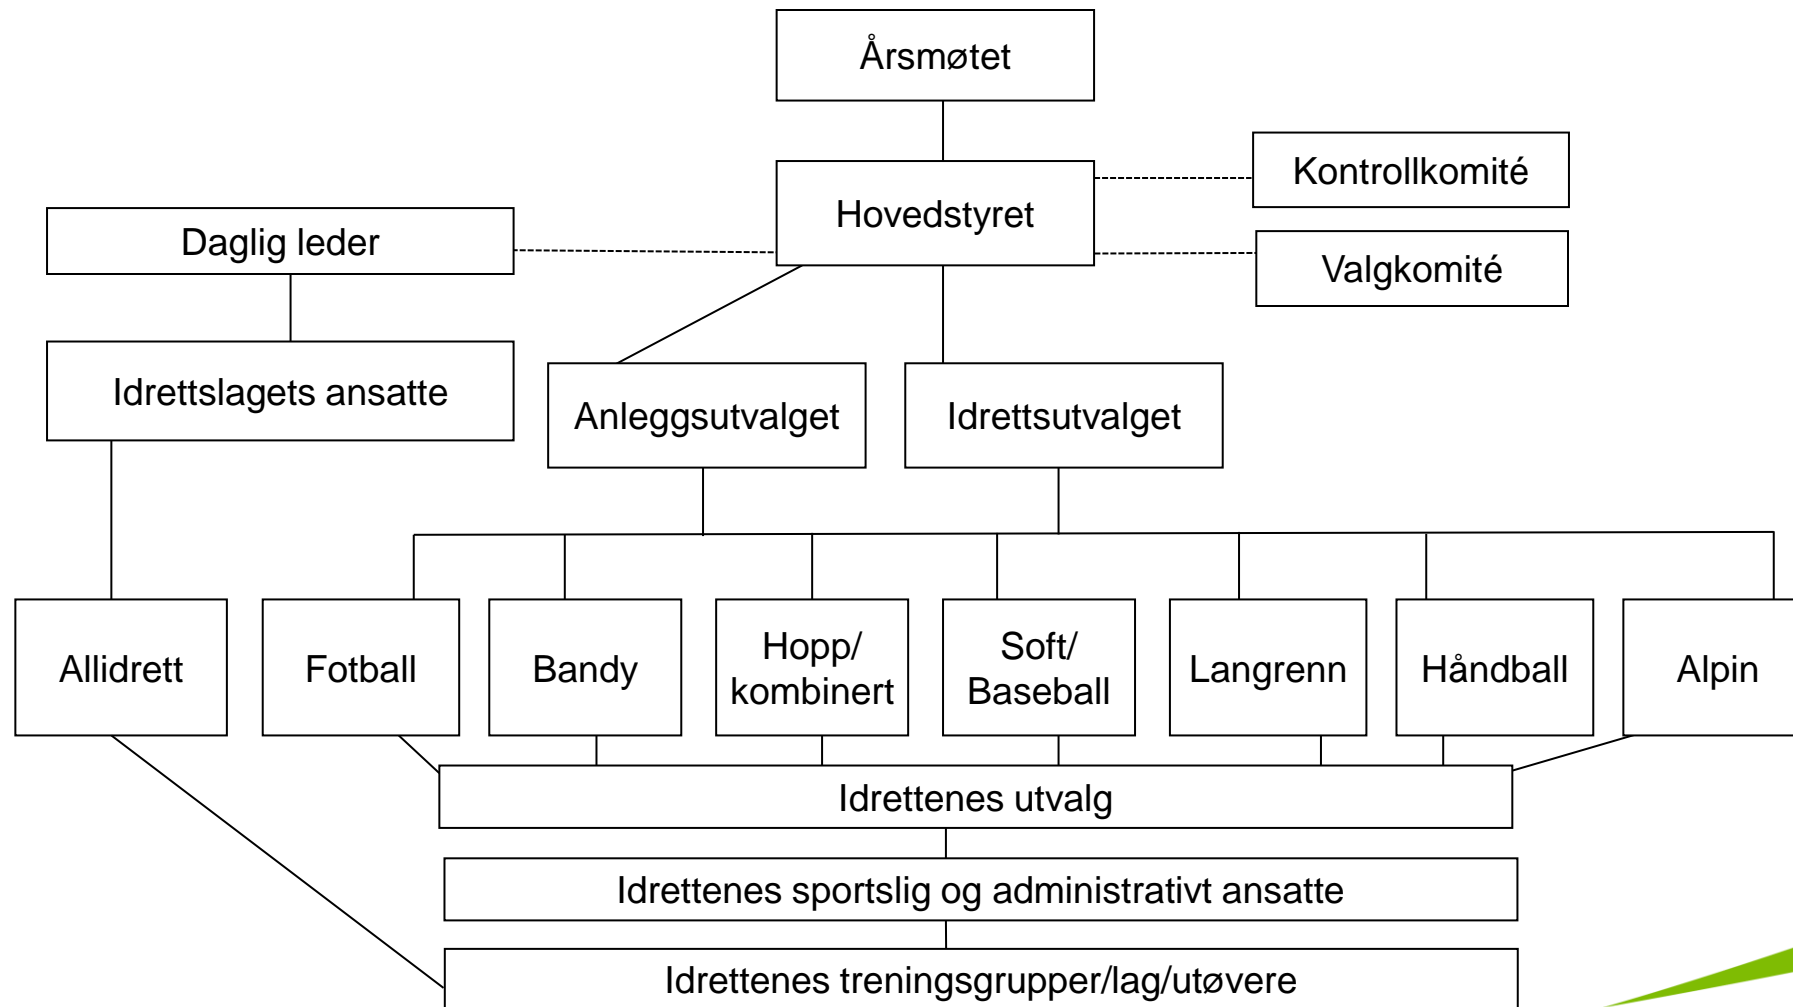 Årsmøtet
Kontrollkomité
Hovedstyret
Daglig leder
Valgkomité
Idrettslagets ansatte
Anleggsutvalget
Idrettsutvalget
Allidrett
Fotball
Bandy
Hopp/
kombinert
Soft/
Baseball
Langrenn
Håndball
Alpin
Idrettenes utvalg
Idrettenes sportslig og administrativt ansatte
Idrettenes treningsgrupper/lag/utøvere